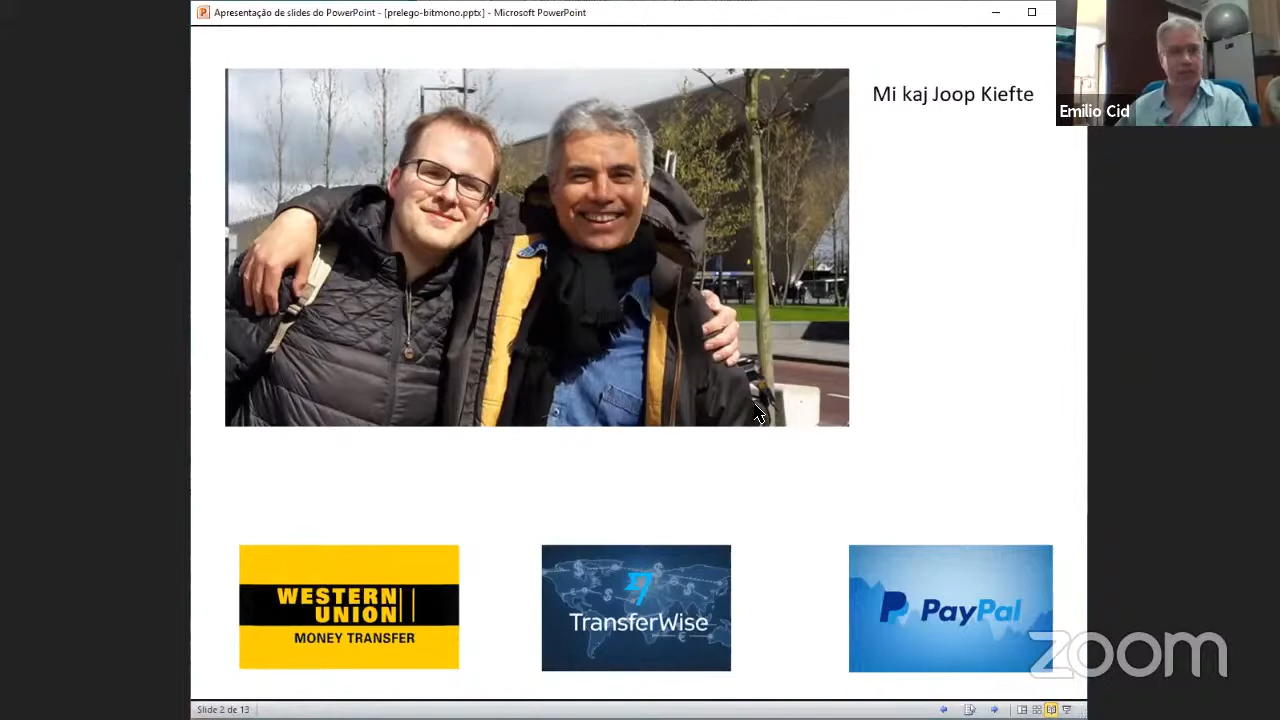 Apresentação de slides do PowerPoint - [prelego-bitmono.pptx] - Microsoft PowerPoint
Mi kaj Joop Kiefte
Emilio Cid
WESTERN
UNION
MONEY TRANSFER
TransferWise
PayPal
zoom
Slide 2 de 13